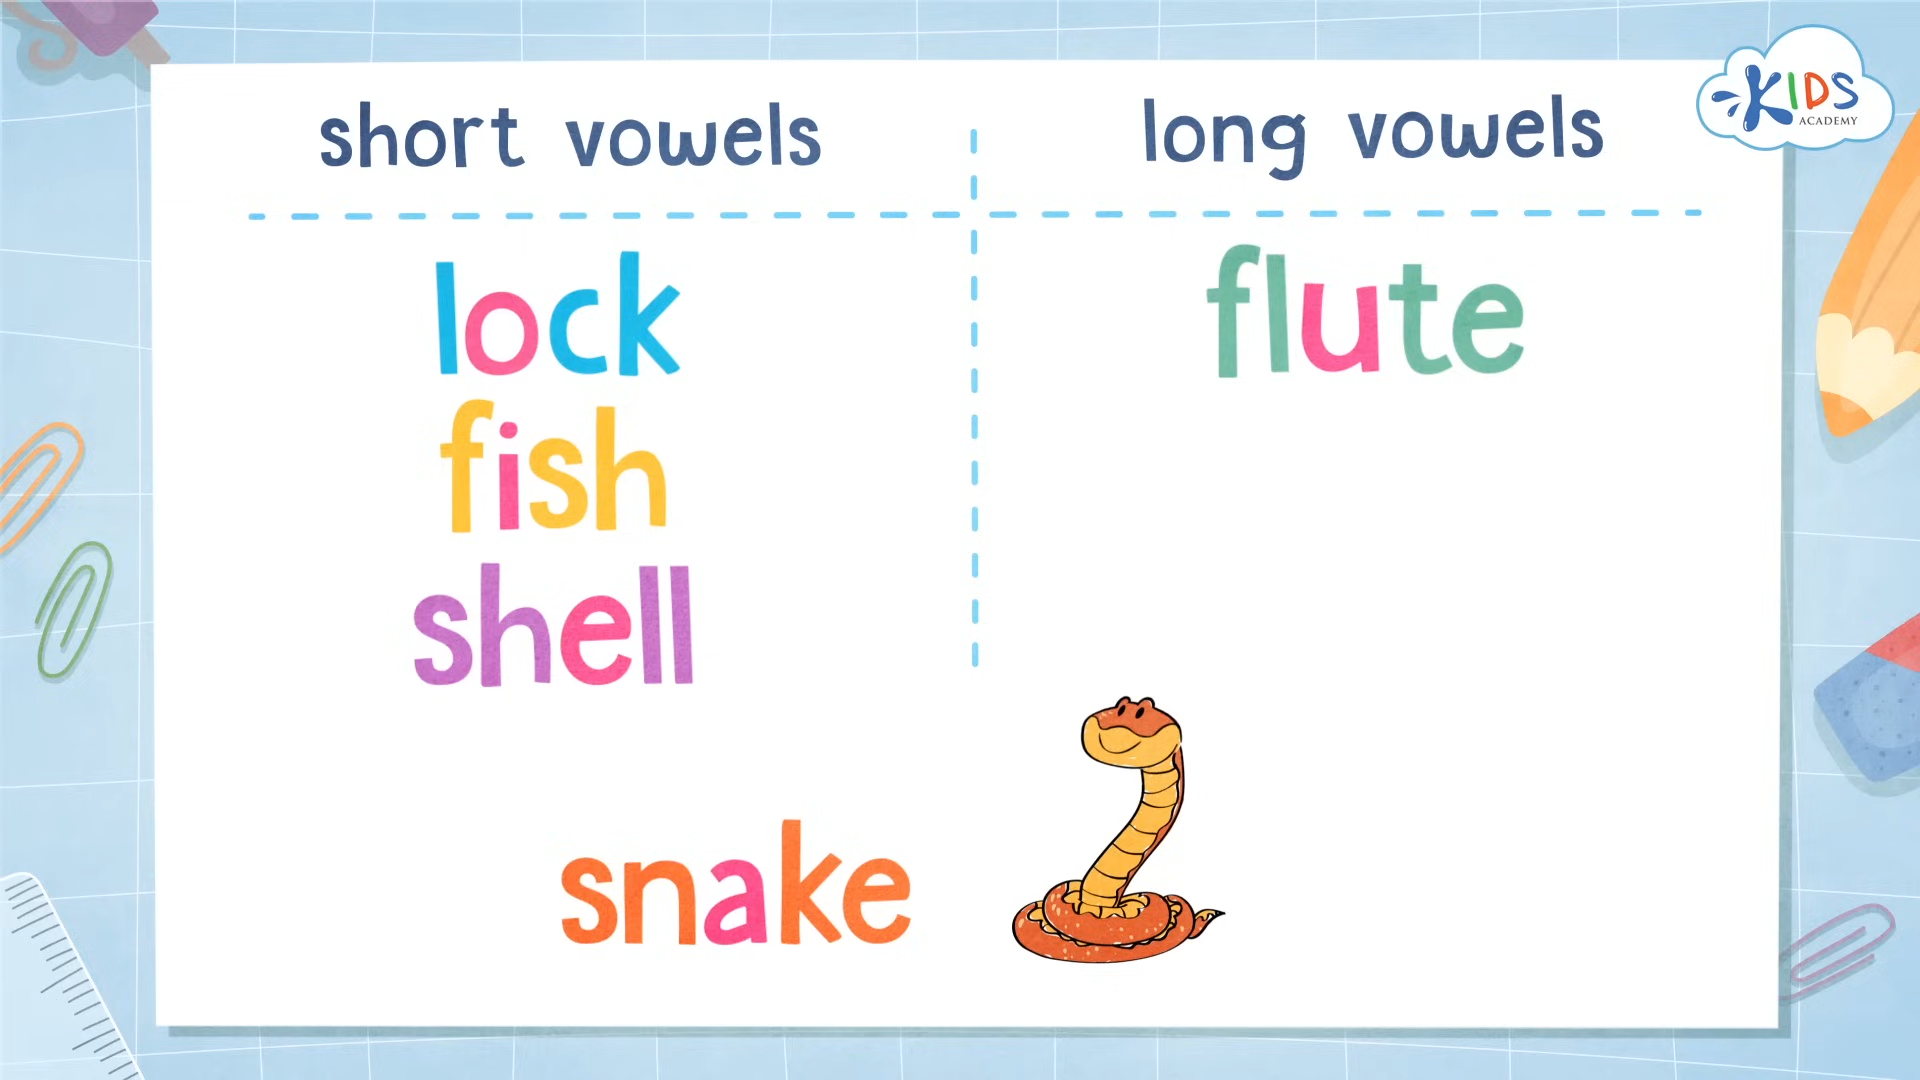 short vowels
long vowels
KIDS
ACADEMY
lock
flute
fish
shell
snake